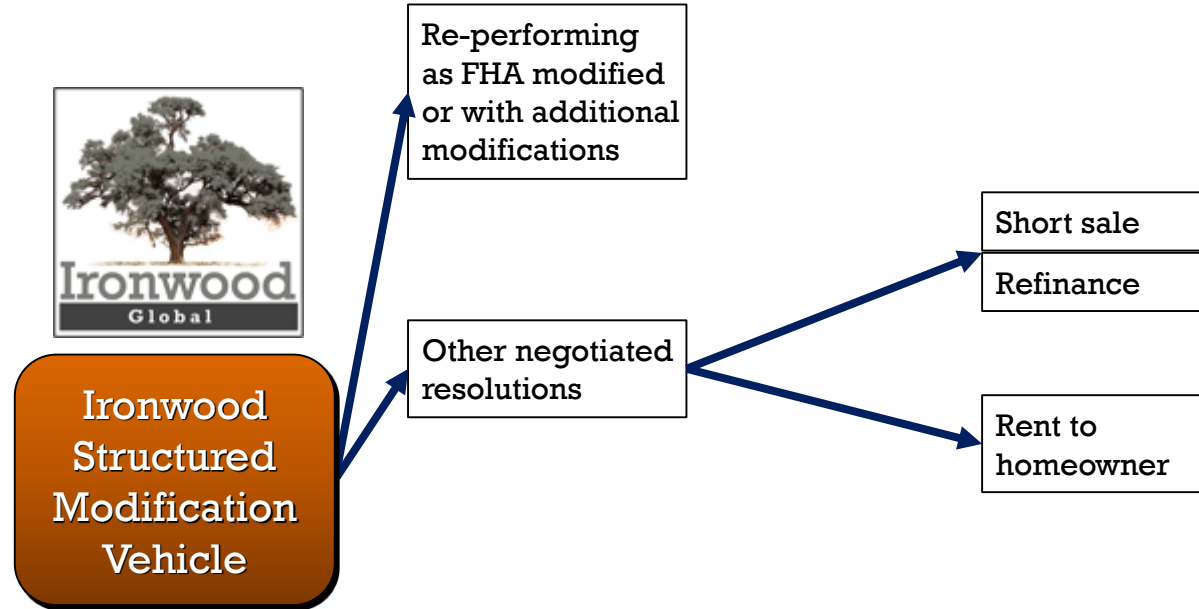 Re-performing
as FHA modified
or with additional
modifications
Ironwood
Global
Short sale
Refinance
Other negotiated
resolutions
Ironwood
Structured
Modification
Vehicle
Rent to
homeowner